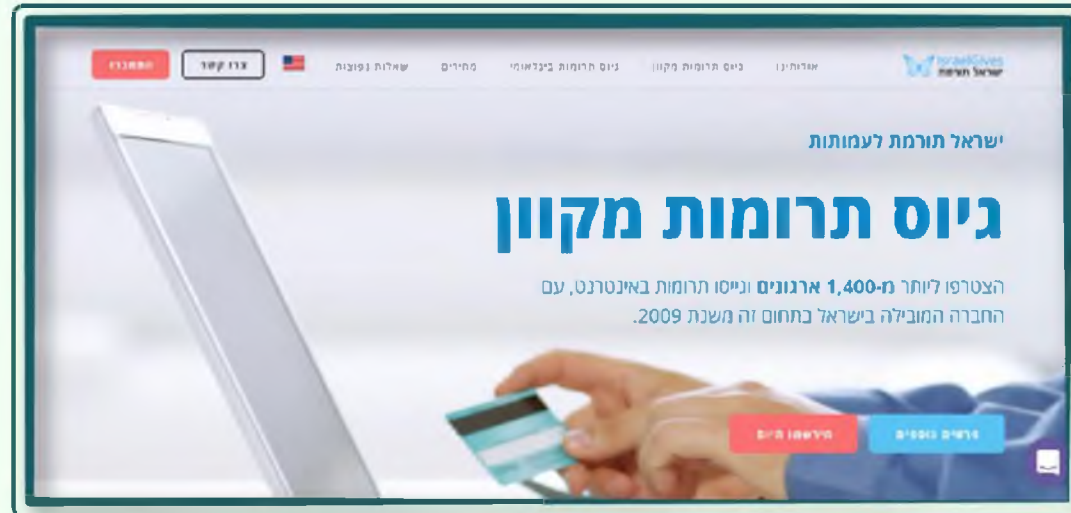 IsraelGives
ישראל תורמת
אודותינו
גיוס תרומות מקוון
גיוס תרומות בינלאומי
מחירים
שאלות נפוצות
צרו קשר
התחברו
ישראל תורמת לעמותות
גיוס תרומות מקוון
הצטרפו ליותר מ-1,400 ארגונים וגייסו תרומות באינטרנט, עם
החברה המובילה בישראל בתחום זה משנת 2009.
פרטים נוספים
הירשמו היום